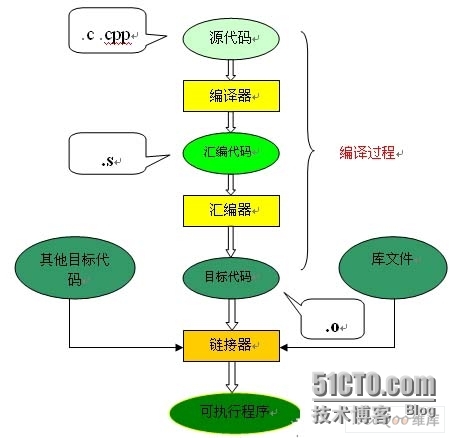 .c .cpp
源代码
编译器
汇编代码
.s
编译过程
汇编器
其他目标代
码
目标代码
库文件
.o
链接器
51CTO.com
技术博客 Blog
可执行程序
维库